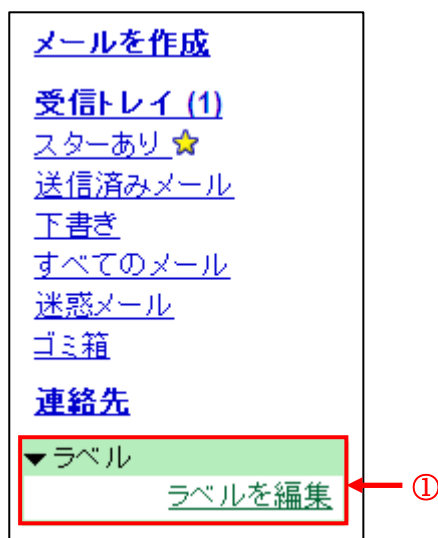 メールを作成
受信トレイ (1)
スターあり
送信済みメール
下書き
すべてのメール
迷惑メール
ゴミ箱
連絡先
▼ラベル
ラベルを編集
①